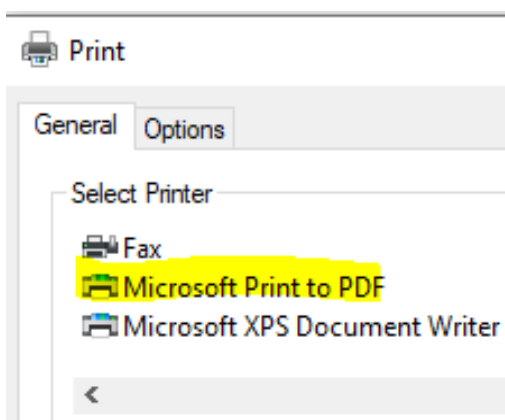 Print
General Options
Select Printer
Fax
Microsoft Print to PDF
Microsoft XPS Document Writer